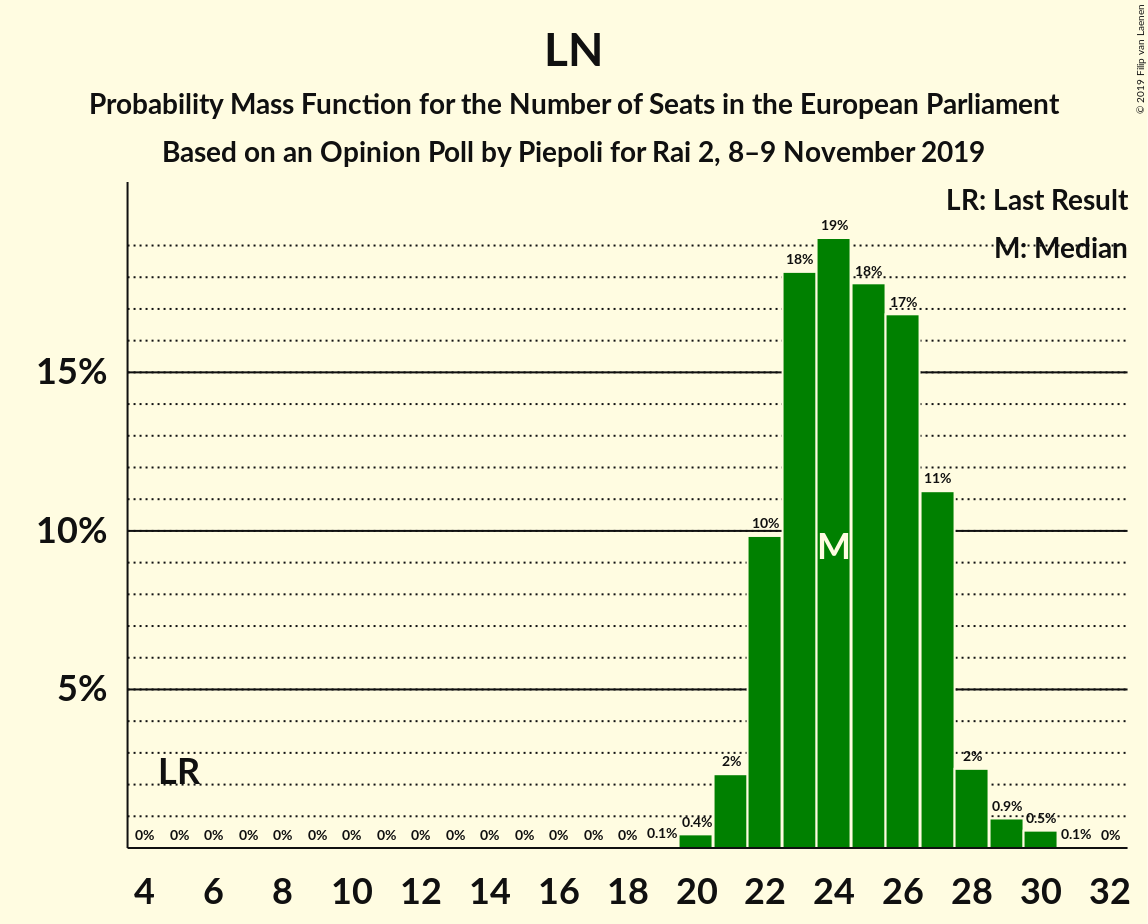 LN
Probability Mass Function for the Number of Seats in the European Parliament
Based on an Opinion Poll by Piepoli for Rai 2, 8–9 November 2019
© 2019 Filip van Laenen
LR: Last Result
M: Median
15%
10%
5%
LR
M
0% 0% 0% 0% 0% 0% 0% 0% 0% 0% 0% 0% 0% 0% 0% 0.1% 0.4% 2% 10% 18% 19% 18% 17% 11% 2% 0.9% 0.5% 0.1% 0%
4 6 8 10 12 14 16 18 20 22 24 26 28 30 32